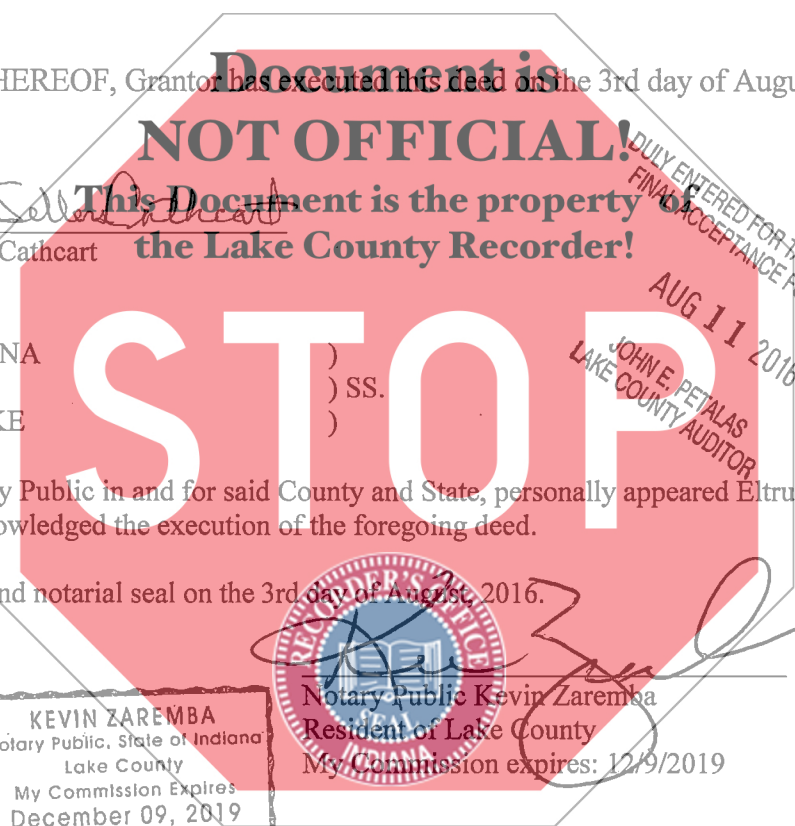 Document is
HEREOF, Grantor has executed this deed on the 3rd day of Augu
NOT OFFICIAL!
DULY ENTERED FOR TA
FINAL ACCEPTANCE FO
This Document is the property of
Cathcart
the Lake County Recorder!
AUG 11 2016
JOHN E. PETALAS
LAKE COUNTY AUDITOR
NA )
) SS.
KE )
STOP
y Public in and for said County and State, personally appeared Eltru
owledged the execution of the foregoing deed.
nd notarial seal on the 3rd day of August, 2016.
RECORDER'S OFFICE
SEAL
INDIANA
Notary Public Kevin Zaremba
Resident of Lake County
My Commission expires: 12/9/2019
KEVIN ZAREMBA
otary Public, State of Indiana
Lake County
My Commission Expires
December 09, 2019